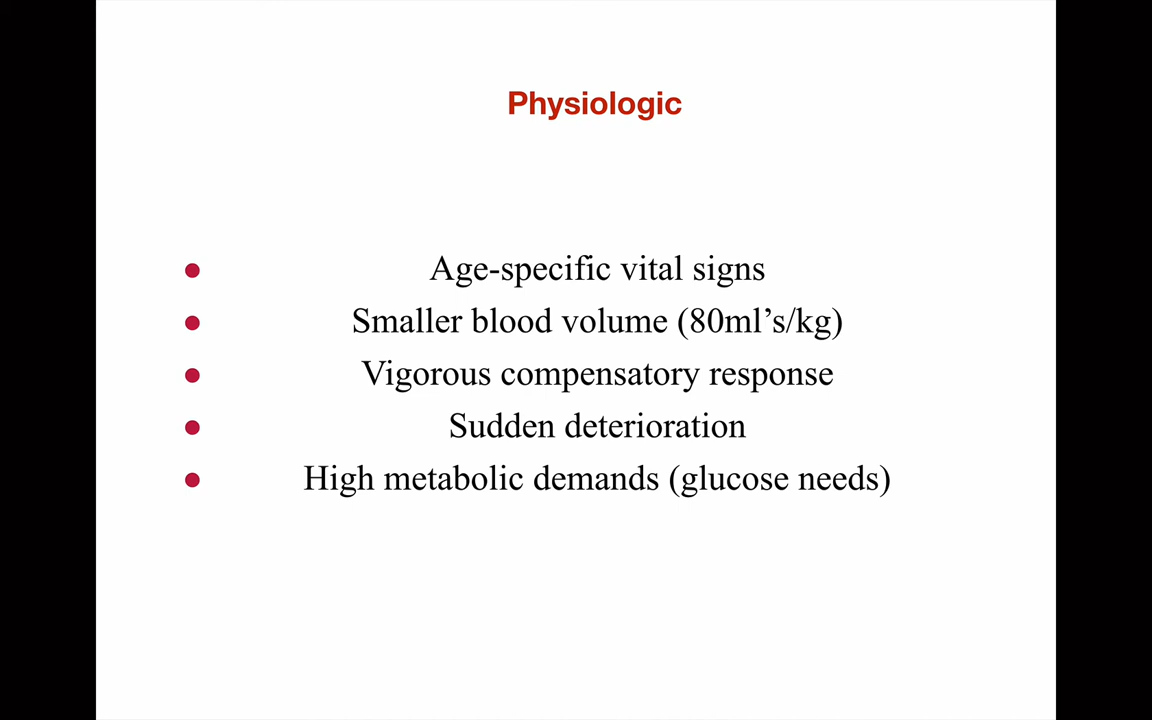 Physiologic
● Age-specific vital signs
● Smaller blood volume (80ml’s/kg)
● Vigorous compensatory response
● Sudden deterioration
● High metabolic demands (glucose needs)